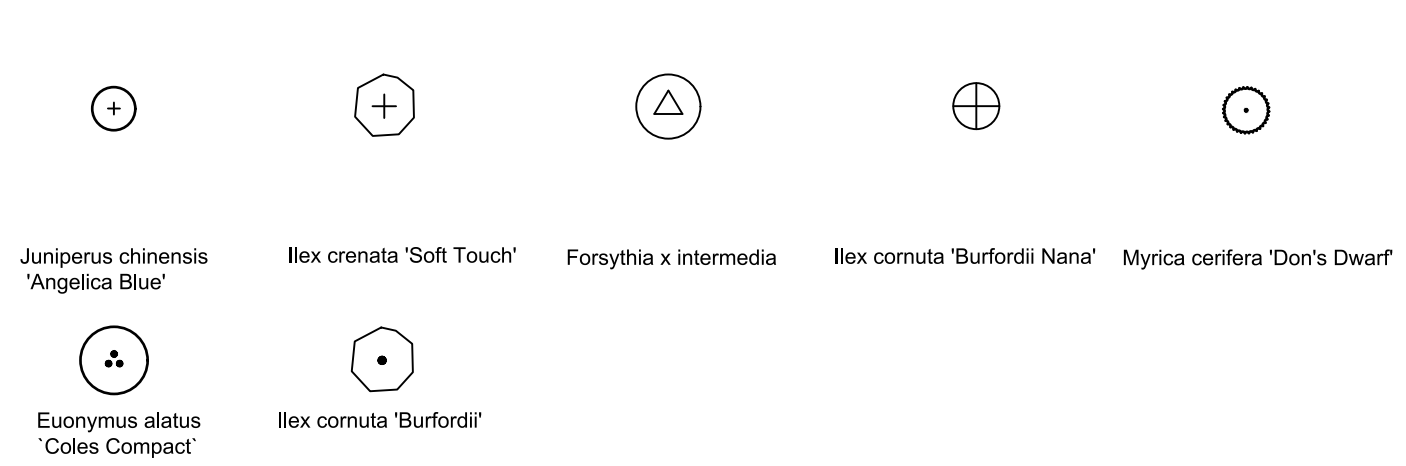 Juniperus chinensis
'Angelica Blue'
Ilex crenata 'Soft Touch'
Forsythia x intermedia
Ilex cornuta 'Burfordii Nana'
Myrica cerifera 'Don's Dwarf'
Euonymus alatus
`Coles Compact`
Ilex cornuta 'Burfordii'